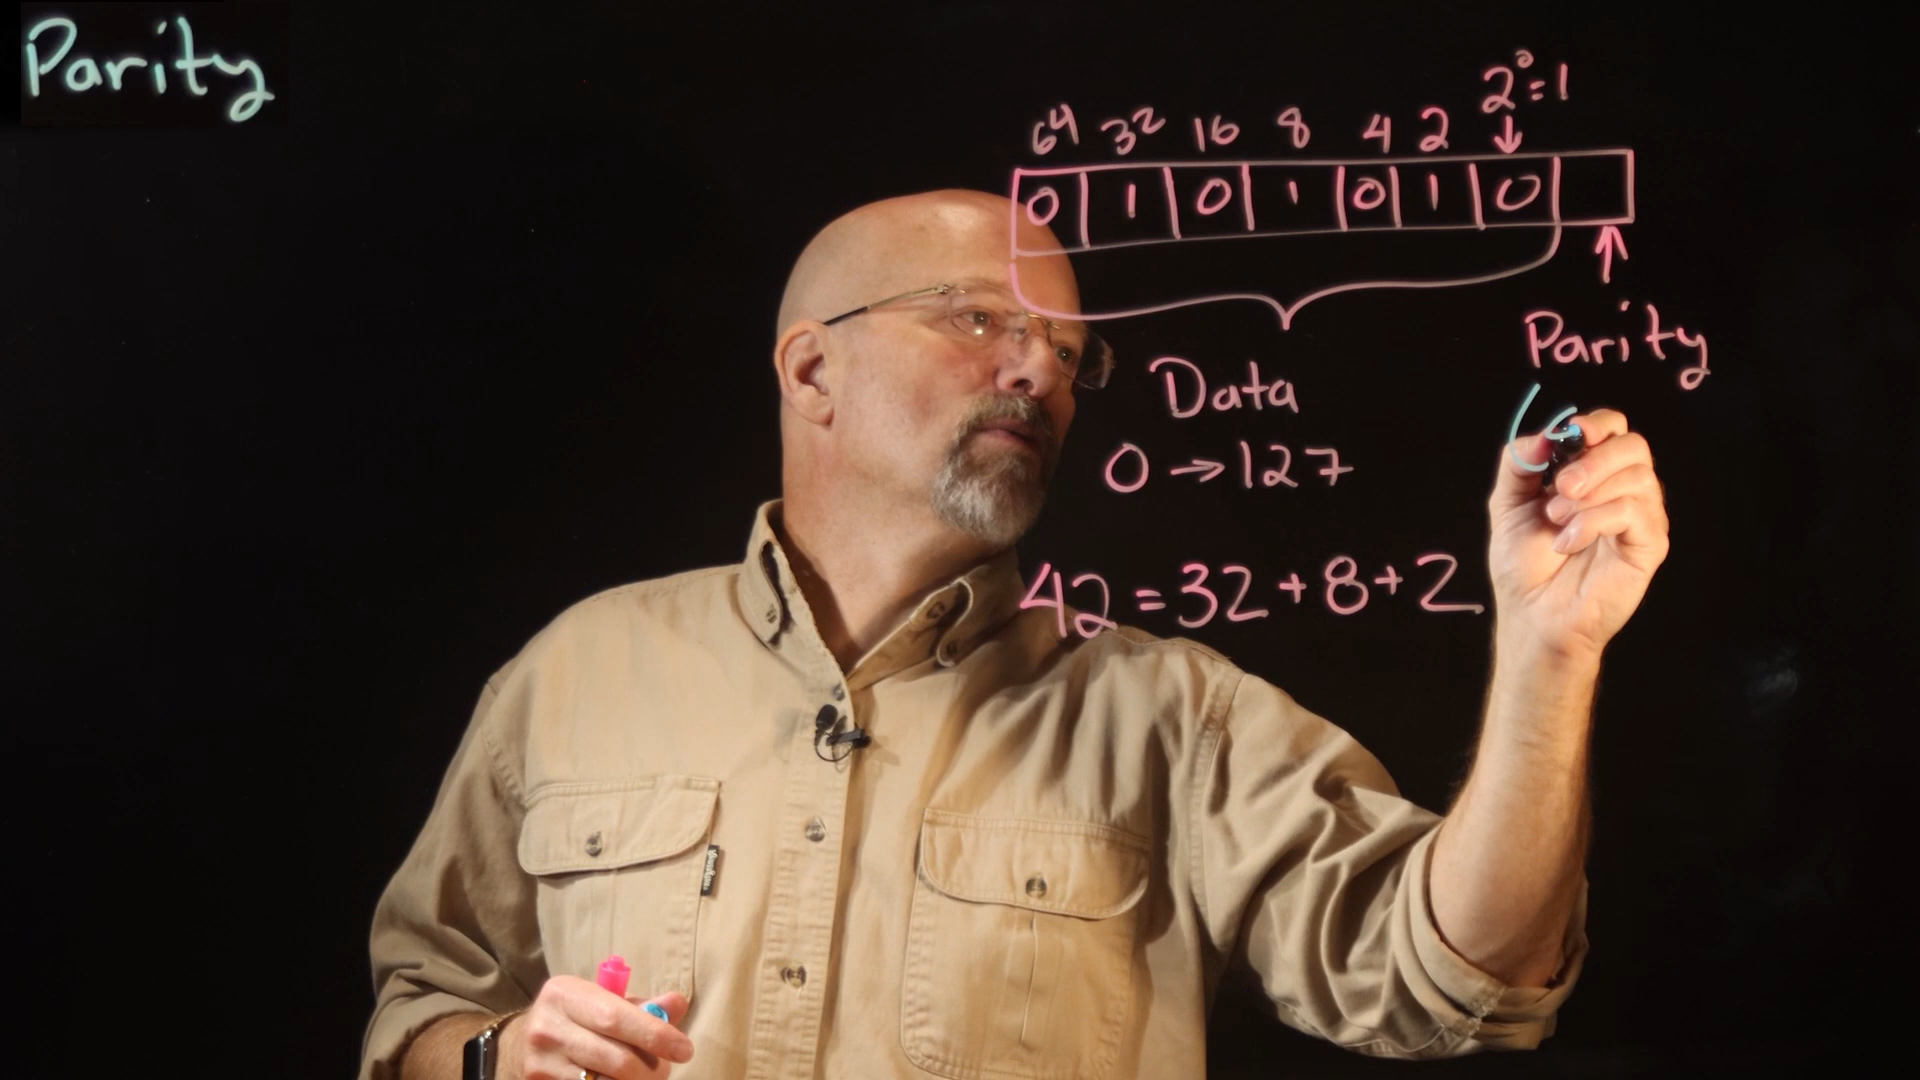 Parity
2⁰=1
64 32 16 8 4 2
0 1 0 1 0 1 0
Parity
Data
0→127
42=32+8+2